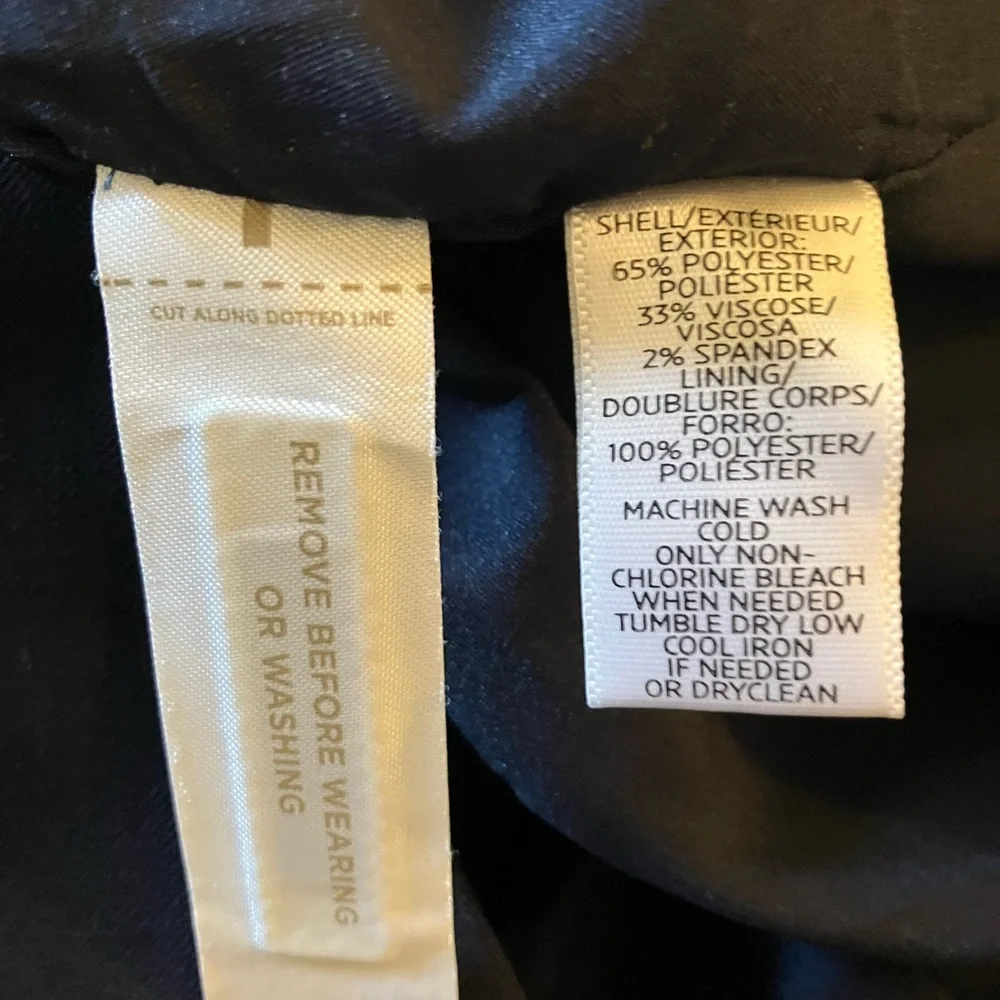 CUT ALONG DOTTED LINE
REMOVE BEFORE WEARING
OR WASHING
SHELL/EXTÉRIEUR/
EXTERIOR:
65% POLYESTER/
POLIÉSTER
33% VISCOSE/
VISCOSA
2% SPANDEX
LINING/
DOUBLURE CORPS/
FORRO:
100% POLYESTER/
POLIÉSTER
MACHINE WASH
COLD
ONLY NON-
CHLORINE BLEACH
WHEN NEEDED
TUMBLE DRY LOW
COOL IRON
IF NEEDED
OR DRYCLEAN